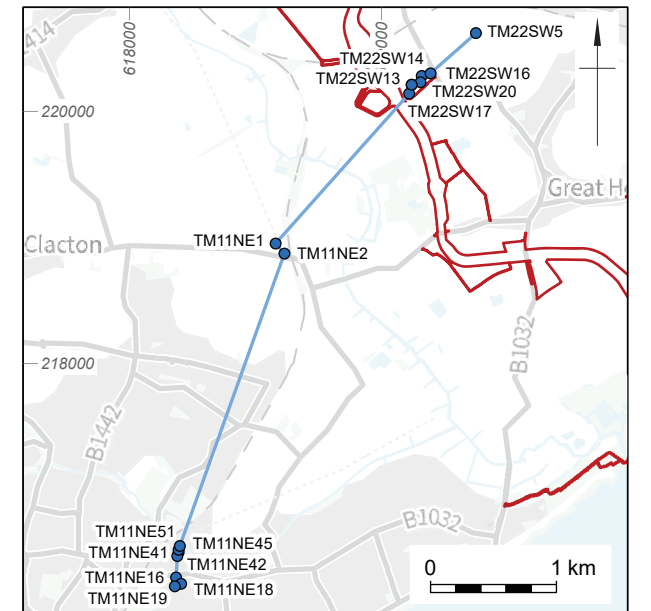 414
618000
000
TM22SW5
TM22SW14
TM22SW13
TM22SW16
TM22SW20
TM22SW17
220000
Great H
TM11NE1
Clacton
TM11NE2
218000
B1032
B1442
TM11NE51
TM11NE45
B1032
TM11NE41
TM11NE42
TM11NE16
TM11NE18
TM11NE19
0 1 km